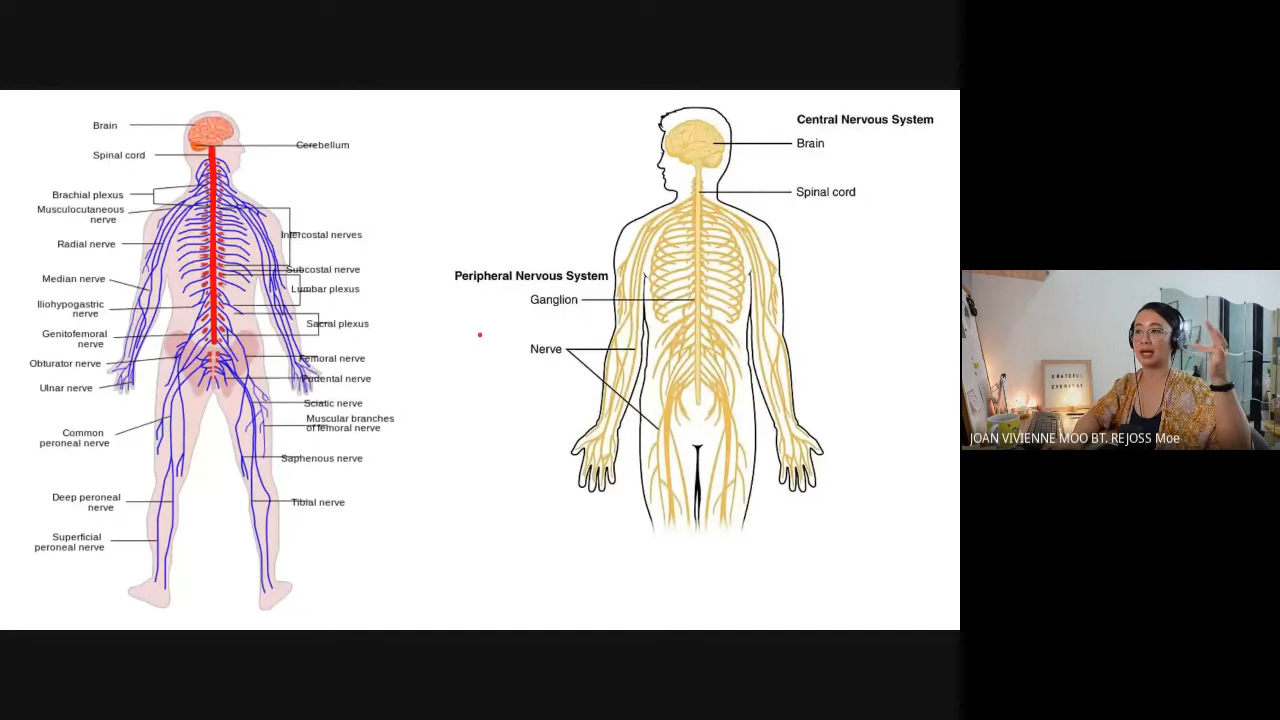 Brain
Cerebellum
Spinal cord
Brachial plexus
Musculocutaneous
nerve
Intercostal nerves
Radial nerve
Subcostal nerve
Median nerve
Lumbar plexus
Iliohypogastric
nerve
Sacral plexus
Genitofemoral
nerve
Femoral nerve
Obturator nerve
Pudental nerve
Ulnar nerve
Sciatic nerve
Muscular branches
of femoral nerve
Common
peroneal nerve
Saphenous nerve
Deep peroneal
nerve
Tibial nerve
Superficial
peroneal nerve
Central Nervous System
Brain
Spinal cord
Peripheral Nervous System
Ganglion
Nerve
GRATEFUL
EVERYDAY
JOAN VIVIENNE MOO BT. REJOSS Moe